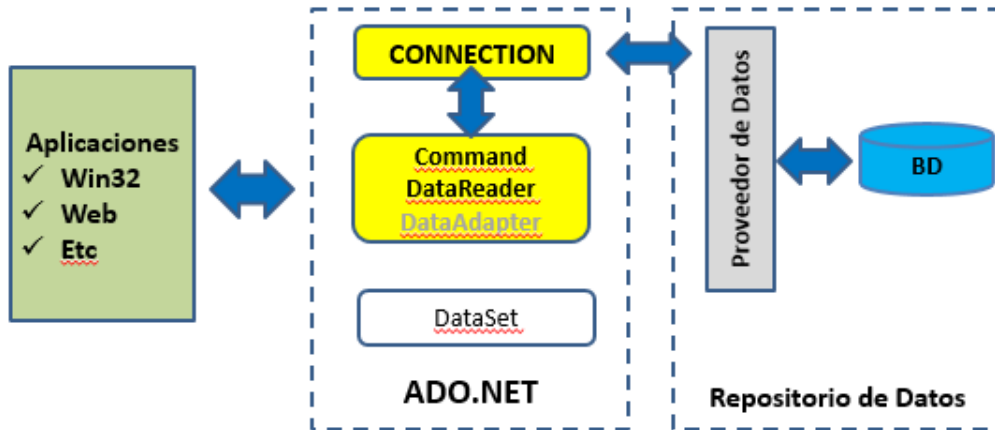 Aplicaciones
✓ Win32
✓ Web
✓ Etc
CONNECTION
Command
DataReader
DataAdapter
DataSet
ADO.NET
Proveedor de Datos
BD
Repositorio de Datos